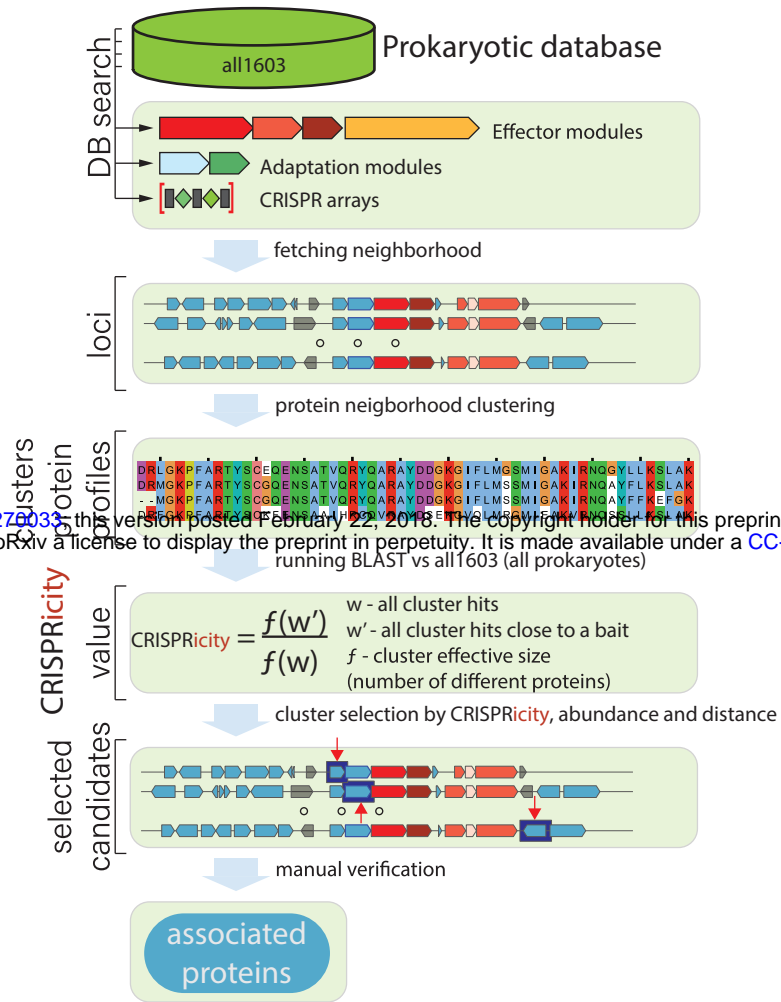 Prokaryotic database
all1603
DB search
Effector modules
Adaptation modules
CRISPR arrays
fetching neighborhood
loci
protein neigborhood clustering
clusters
protein
profiles
DRLGKPFARTYSCEQENSATVQRYQARAYDDGKGIFLMGSMIGAKIRNQGYLLKSLAK
DRMGKPFARTYSCGQENSATVQRYQARAYDDGKGIFLMSSMIGAKIRNQAYLLKSLAK
--MGKPFARTYSCGQENSATVQRYQARAYDDGKGIFLMGSMIGAKIRNQAYFFKEFGK
270033; this version posted February 22, 2018. The copyright holder for this preprin
oRxiv a license to display the preprint in perpetuity. It is made available under a CC-
running BLAST vs all1603 (all prokaryotes)
CRISPRicity
value
CRISPRicity = f(w')
f(w)
w - all cluster hits
w' - all cluster hits close to a bait
f - cluster effective size
(number of different proteins)
cluster selection by CRISPRicity, abundance and distance
selected
candidates
manual verification
associated
proteins